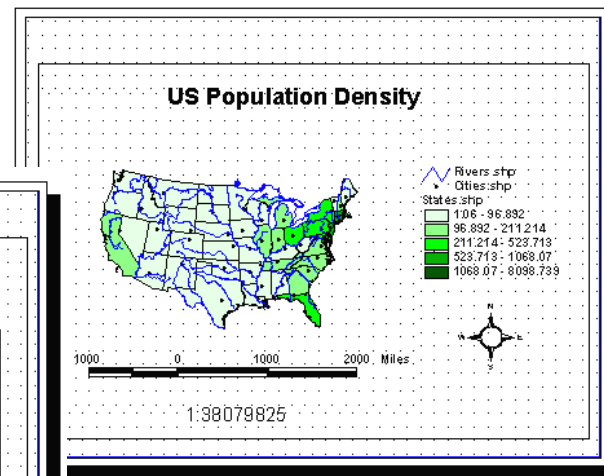 US Population Density
Rivers.shp
Cities.shp
States.shp
1.06 - 96.892
96.892 - 211.214
211.214 - 523.713
523.713 - 1068.07
1068.07 - 8098.739
N
W E
S
1000 0 1000 2000 Miles
1:38079825